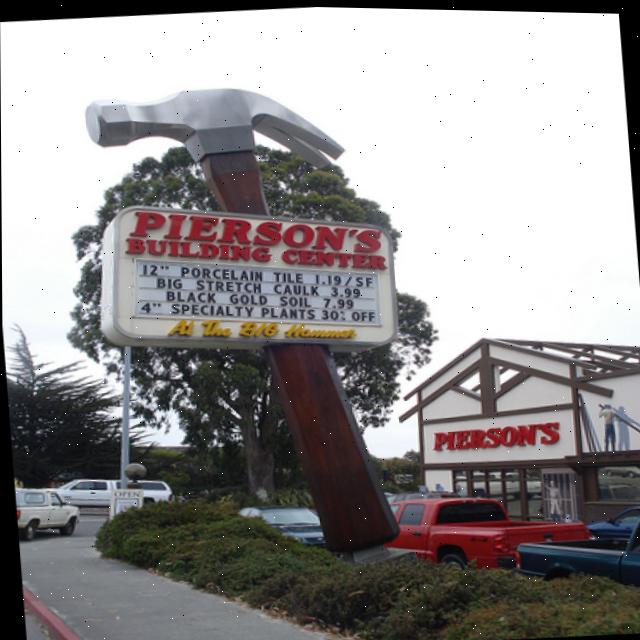 PIERSON'S
BUILDING CENTER
12" PORCELAIN TILE 1.19/SF
BIG STRETCH CAULK 3.99
BLACK GOLD SOIL 7.99
4" SPECIALTY PLANTS 30% OFF
At The BIG Hammer
PIERSON'S
OPEN